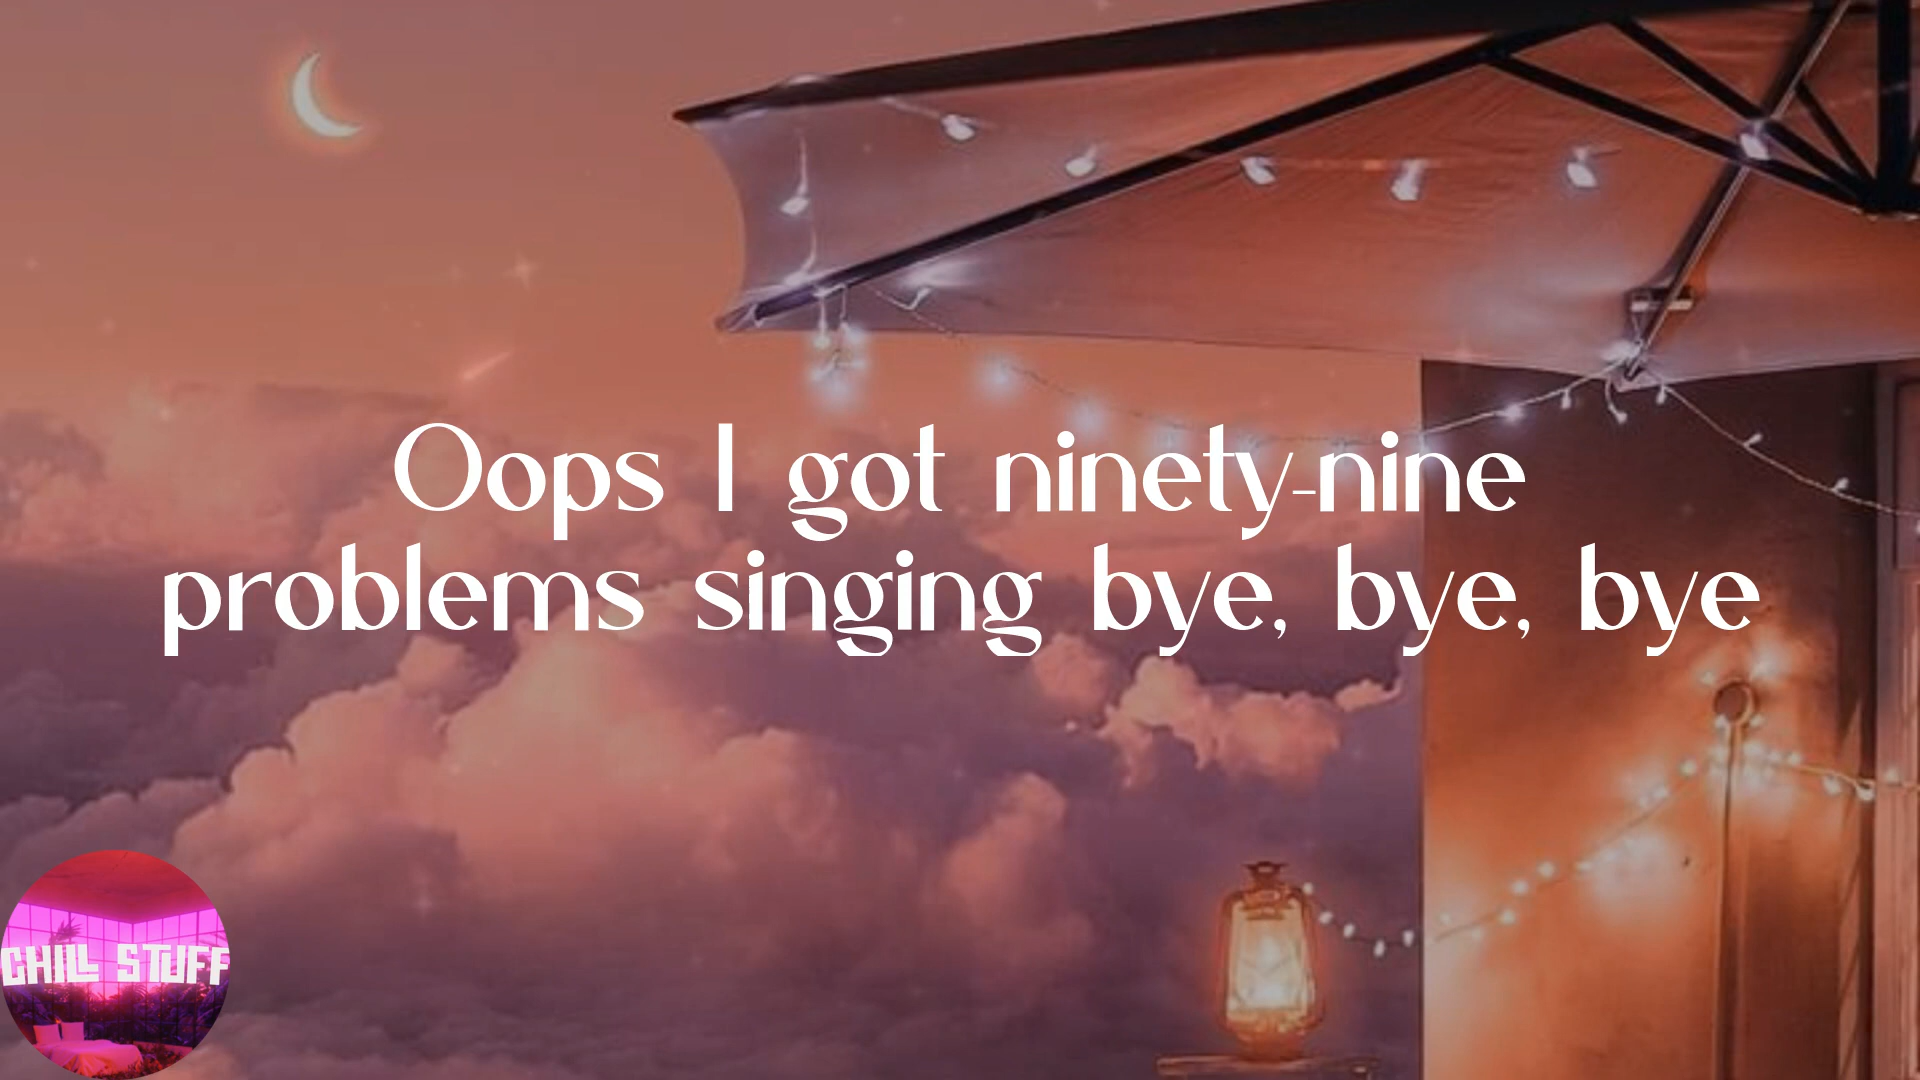 Oops I got ninety-nine
problems singing bye, bye, bye
CHILL STUFF